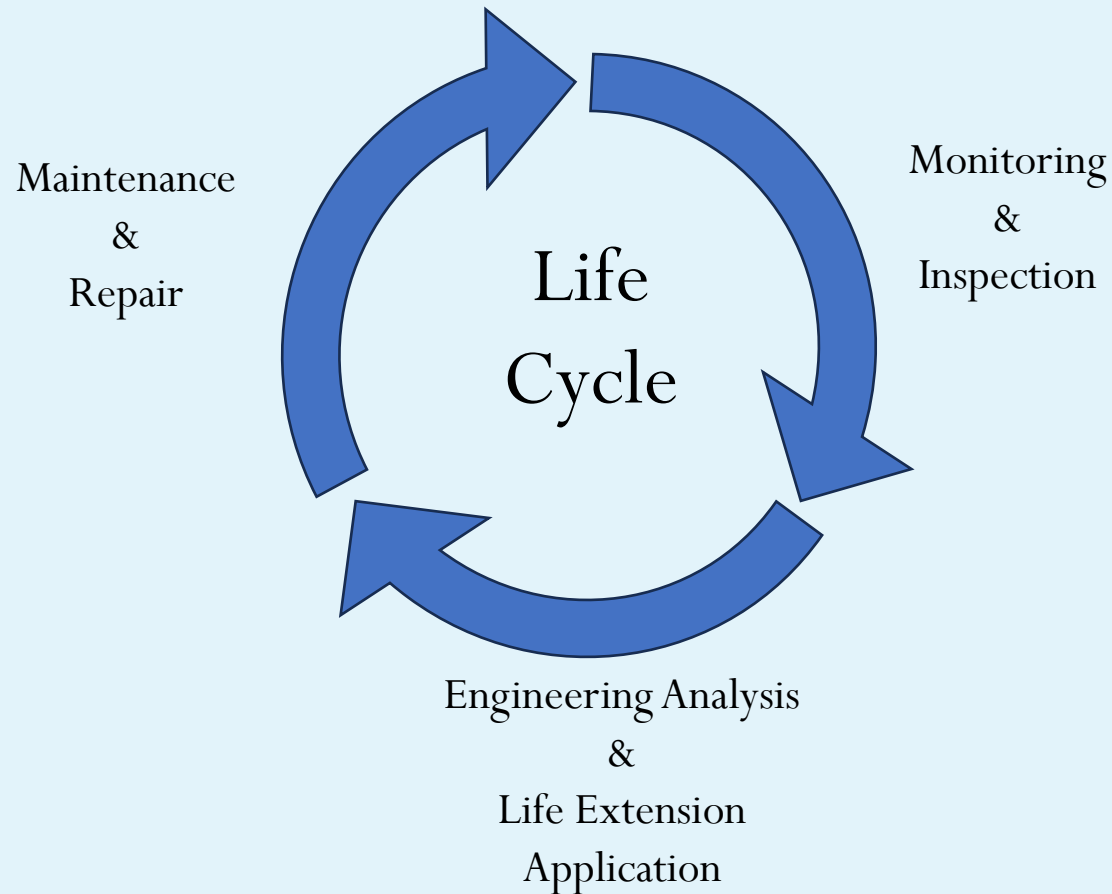 Maintenance
&
Repair
Life
Cycle
Monitoring
&
Inspection
Engineering Analysis
&
Life Extension
Application